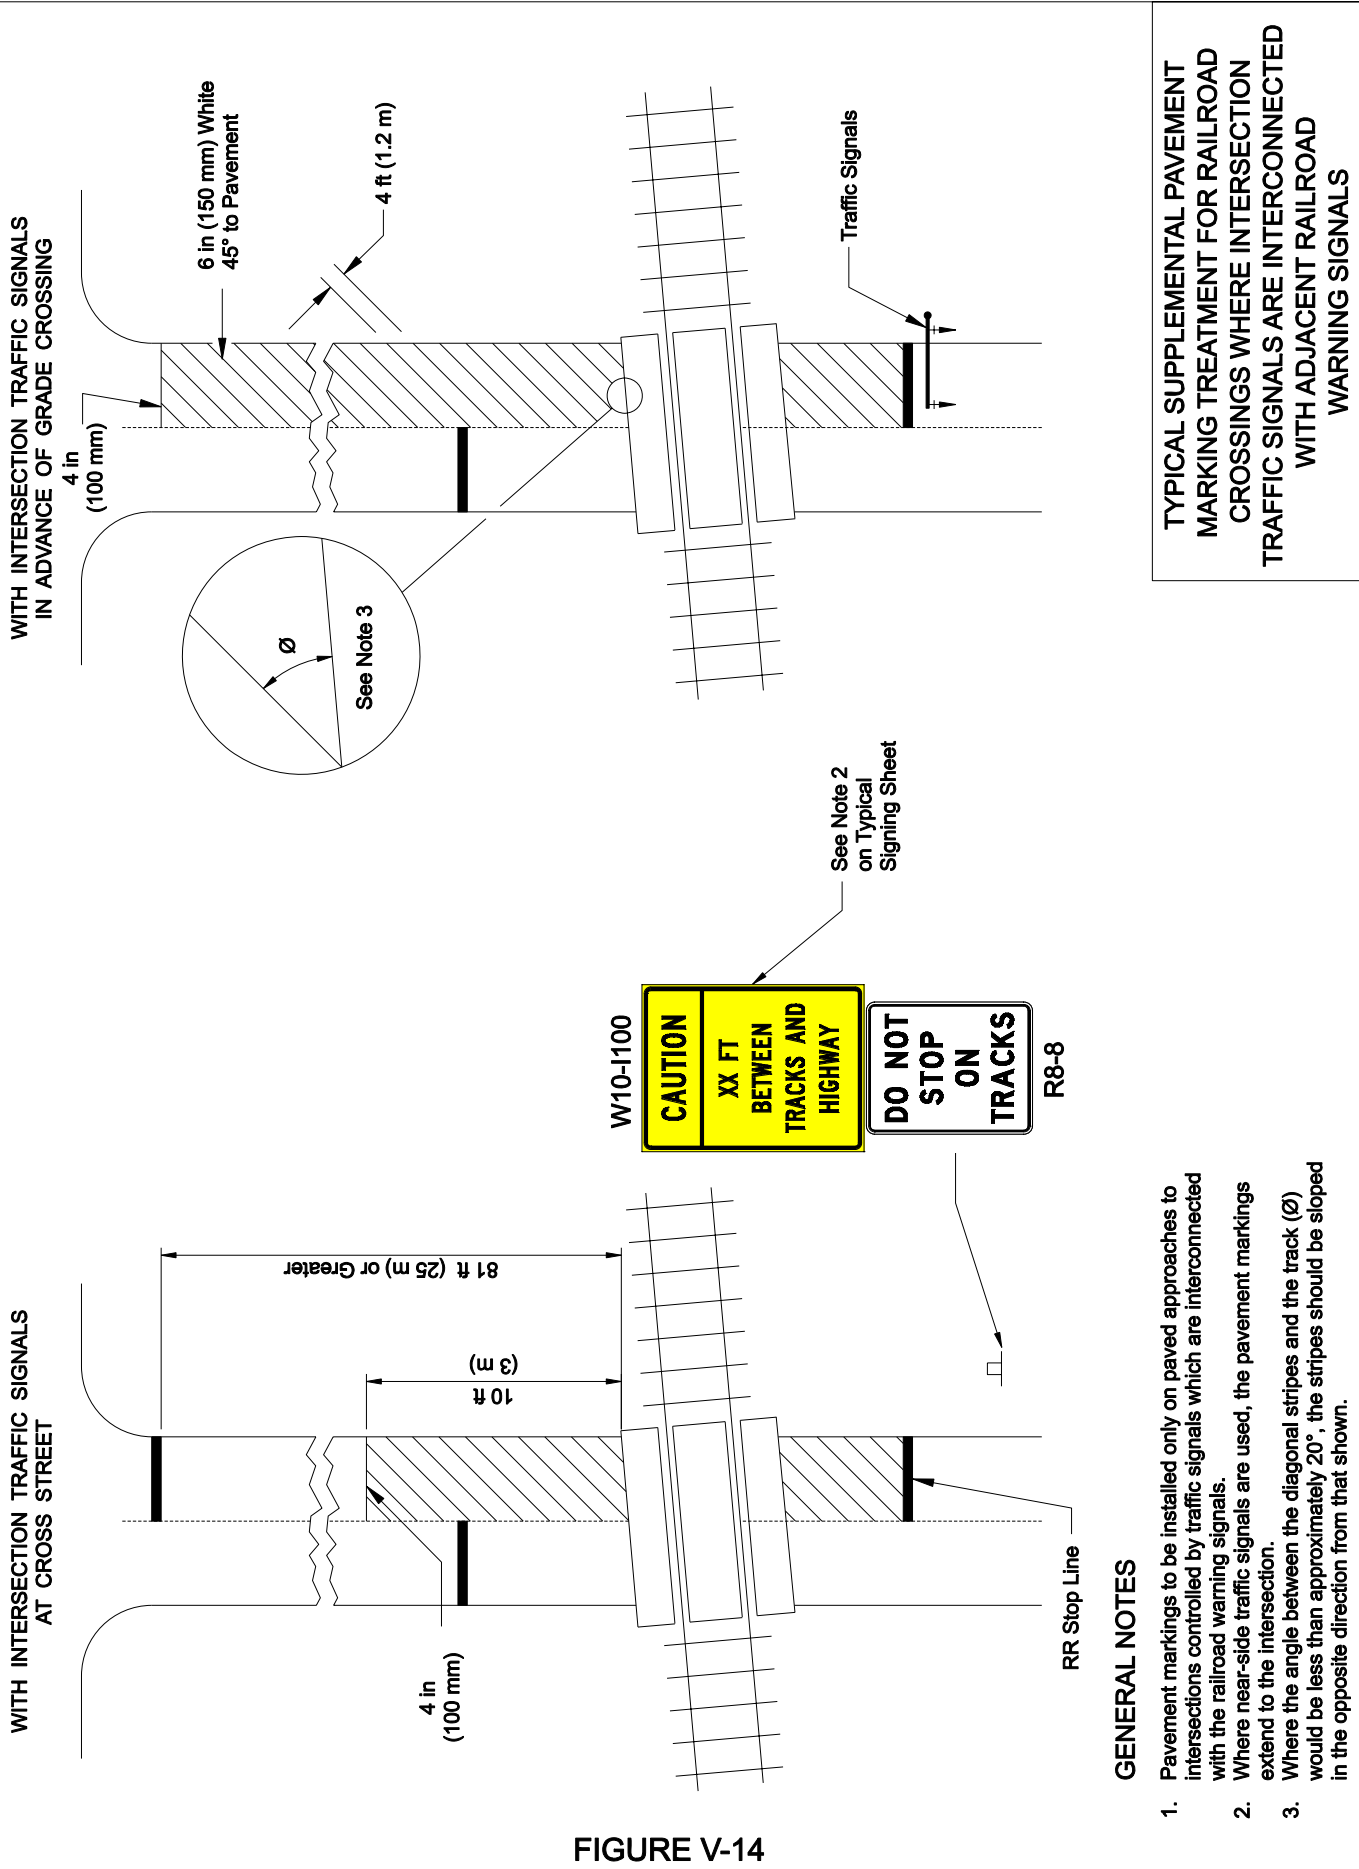 WITH INTERSECTION TRAFFIC SIGNALS
AT CROSS STREET
81 ft (25 m) or Greater
10 ft
(3 m)
4 in
(100 mm)
RR Stop Line
W10-I100
CAUTION
XX FT
BETWEEN
TRACKS AND
HIGHWAY
DO NOT
STOP
ON
TRACKS
R8-8
See Note 2
on Typical
Signing Sheet
WITH INTERSECTION TRAFFIC SIGNALS
IN ADVANCE OF GRADE CROSSING
4 in
(100 mm)
6 in (150 mm) White
45° to Pavement
4 ft (1.2 m)
Ø
See Note 3
Traffic Signals
GENERAL NOTES
1. Pavement markings to be installed only on paved approaches to
intersections controlled by traffic signals which are interconnected
with the railroad warning signals.
2. Where near-side traffic signals are used, the pavement markings
extend to the intersection.
3. Where the angle between the diagonal stripes and the track (Ø)
would be less than approximately 20°, the stripes should be sloped
in the opposite direction from that shown.
TYPICAL SUPPLEMENTAL PAVEMENT
MARKING TREATMENT FOR RAILROAD
CROSSINGS WHERE INTERSECTION
TRAFFIC SIGNALS ARE INTERCONNECTED
WITH ADJACENT RAILROAD
WARNING SIGNALS
FIGURE V-14